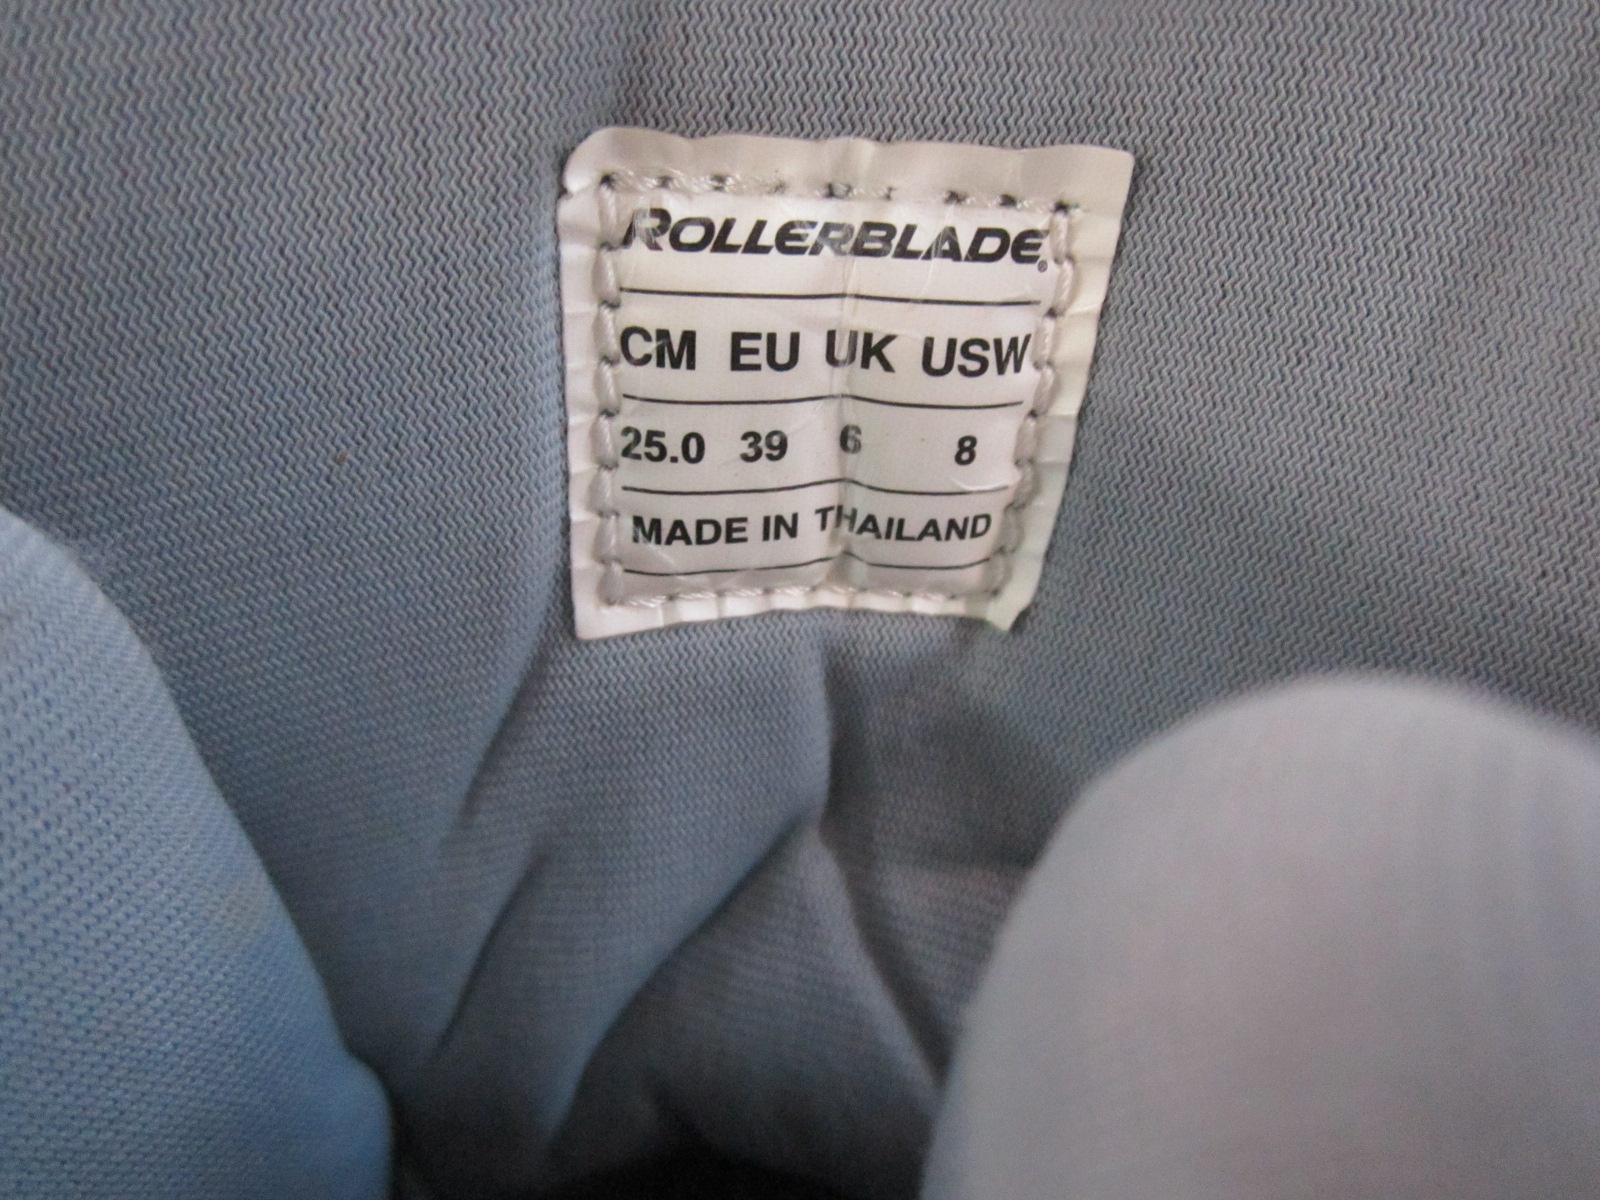 ROLLERBLADE®
CM EU UK USW
25.0 39 6 8
MADE IN THAILAND